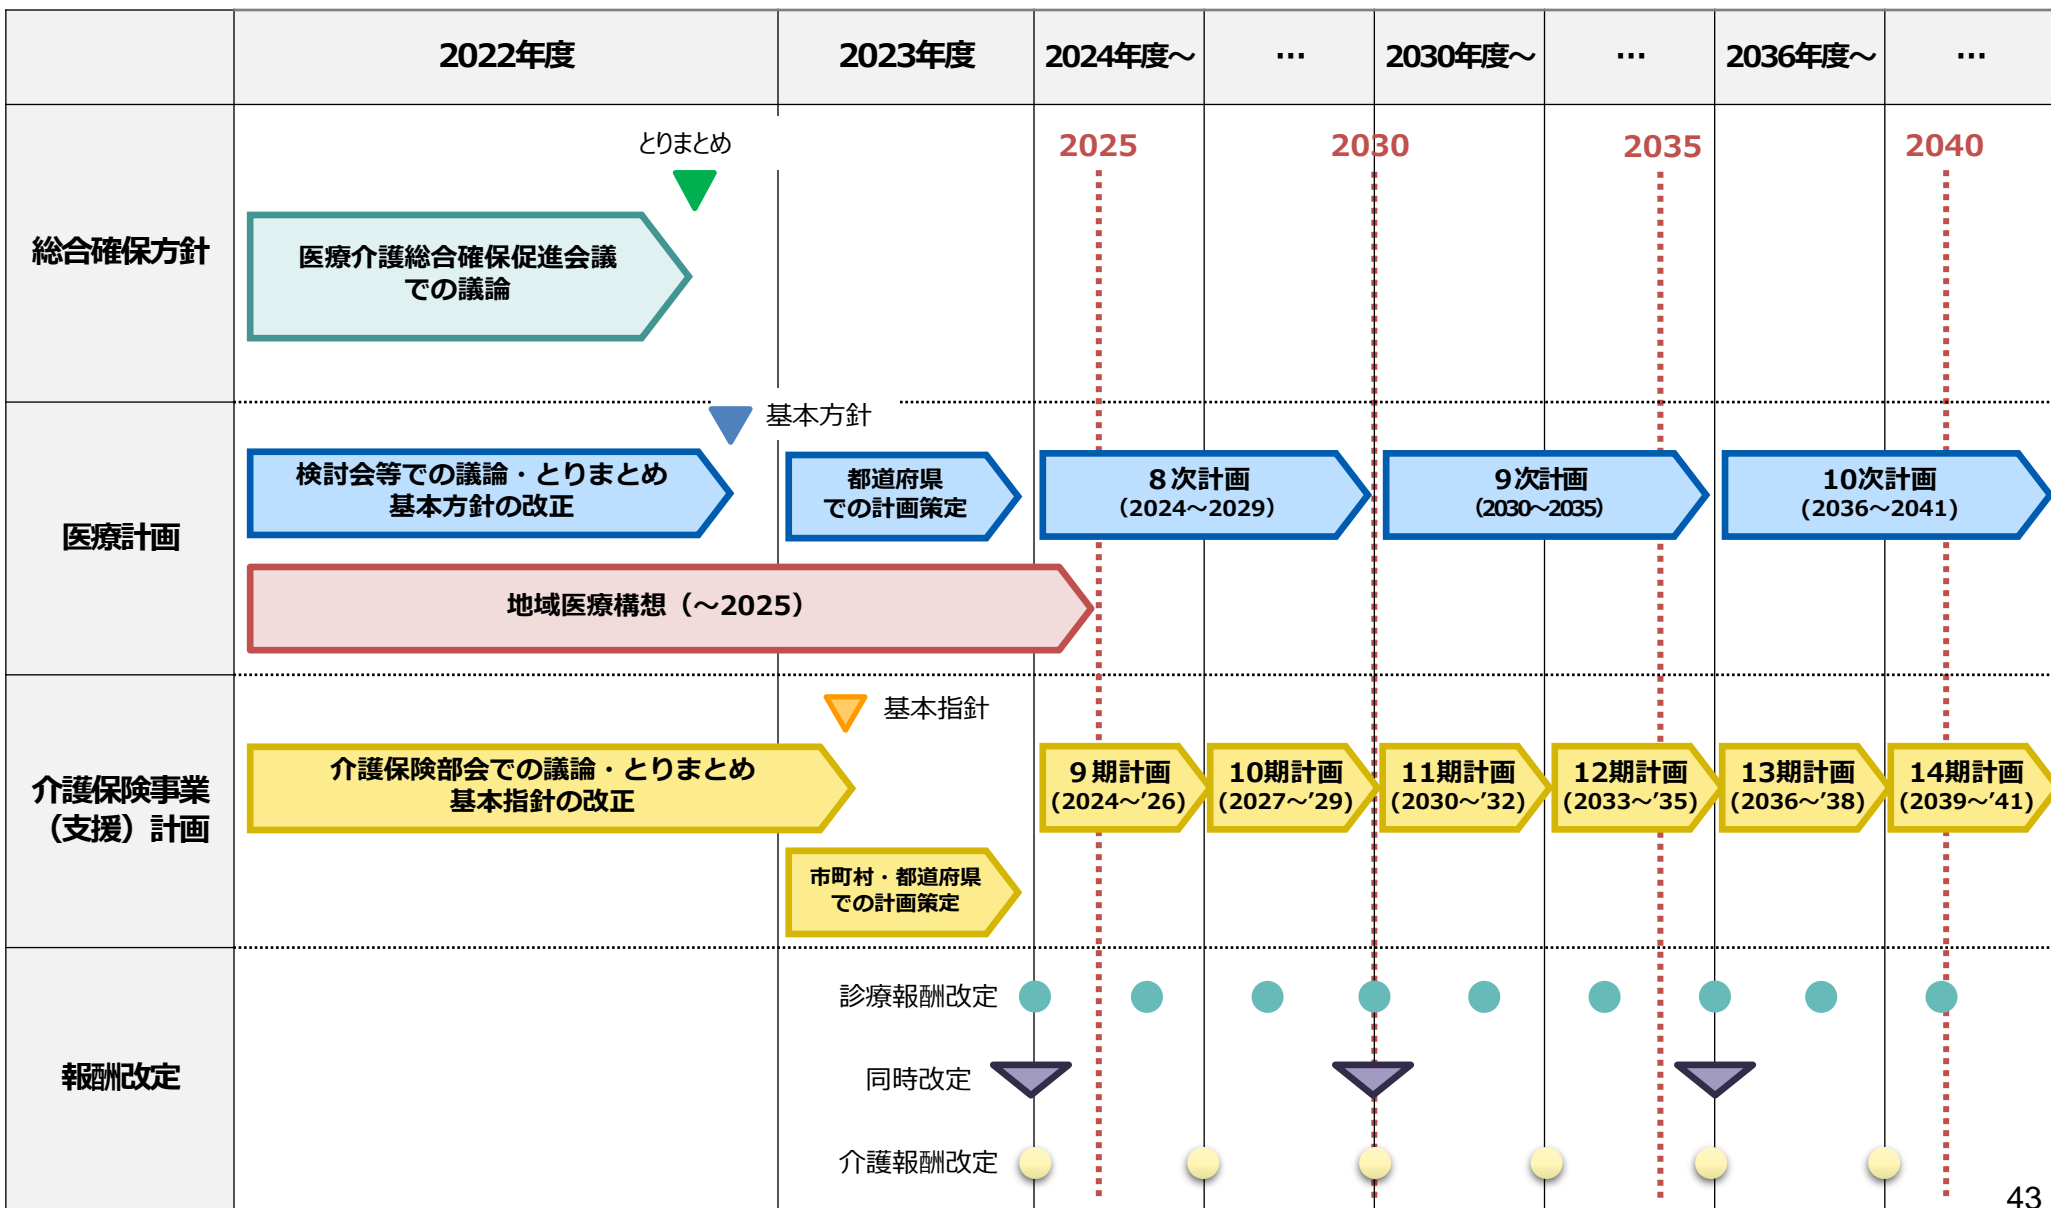 2022年度
2023年度
2024年度～
…
2030年度～
…
2036年度～
…
総合確保方針
とりまとめ
2025
2030
2035
2040
医療介護総合確保促進会議
での議論
医療計画
基本方針
検討会等での議論・とりまとめ
基本方針の改正
都道府県
での計画策定
８次計画
（2024～2029）
９次計画
（2030～2035）
10次計画
（2036～2041）
地域医療構想（～2025）
介護保険事業
（支援）計画
基本指針
介護保険部会での議論・とりまとめ
基本指針の改正
９期計画
(2024～’26)
10期計画
(2027～’29)
11期計画
(2030～’32)
12期計画
(2033～’35)
13期計画
(2036～’38)
14期計画
(2039～’41)
市町村・都道府県
での計画策定
報酬改定
診療報酬改定
同時改定
介護報酬改定
43